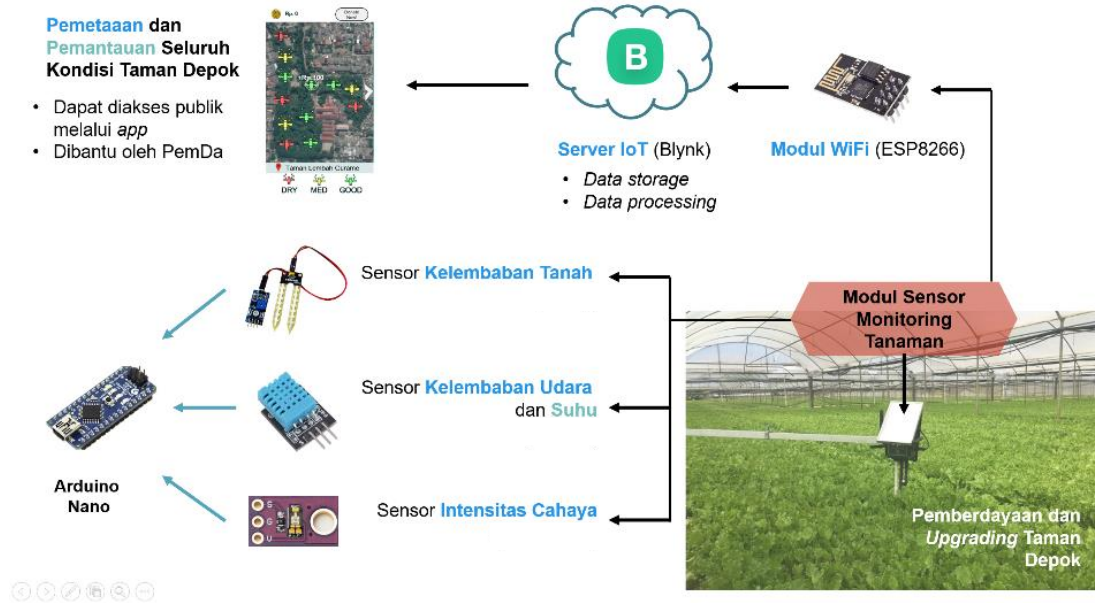 Pemetaaan dan
Pemantauan Seluruh
Kondisi Taman Depok
• Dapat diakses publik
melalui app
• Dibantu oleh PemDa
Taman Lembah Gurame
DRY MED GOOD
B
Server IoT (Blynk)
• Data storage
• Data processing
Modul WiFi (ESP8266)
Sensor Kelembaban Tanah
Modul Sensor
Monitoring
Tanaman
Sensor Kelembaban Udara
dan Suhu
Arduino
Nano
S
G
V
Sensor Intensitas Cahaya
Pemberdayaan dan
Upgrading Taman
Depok